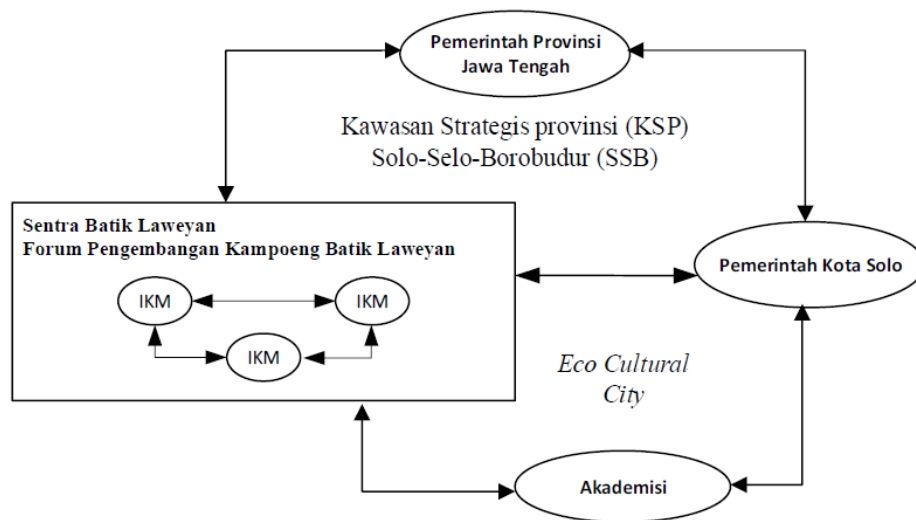 Pemerintah Provinsi
Jawa Tengah
Kawasan Strategis provinsi (KSP)
Solo-Selo-Borobudur (SSB)
Sentra Batik Laweyan
Forum Pengembangan Kampoeng Batik Laweyan
IKM
IKM
IKM
Pemerintah Kota Solo
Eco Cultural
City
Akademisi